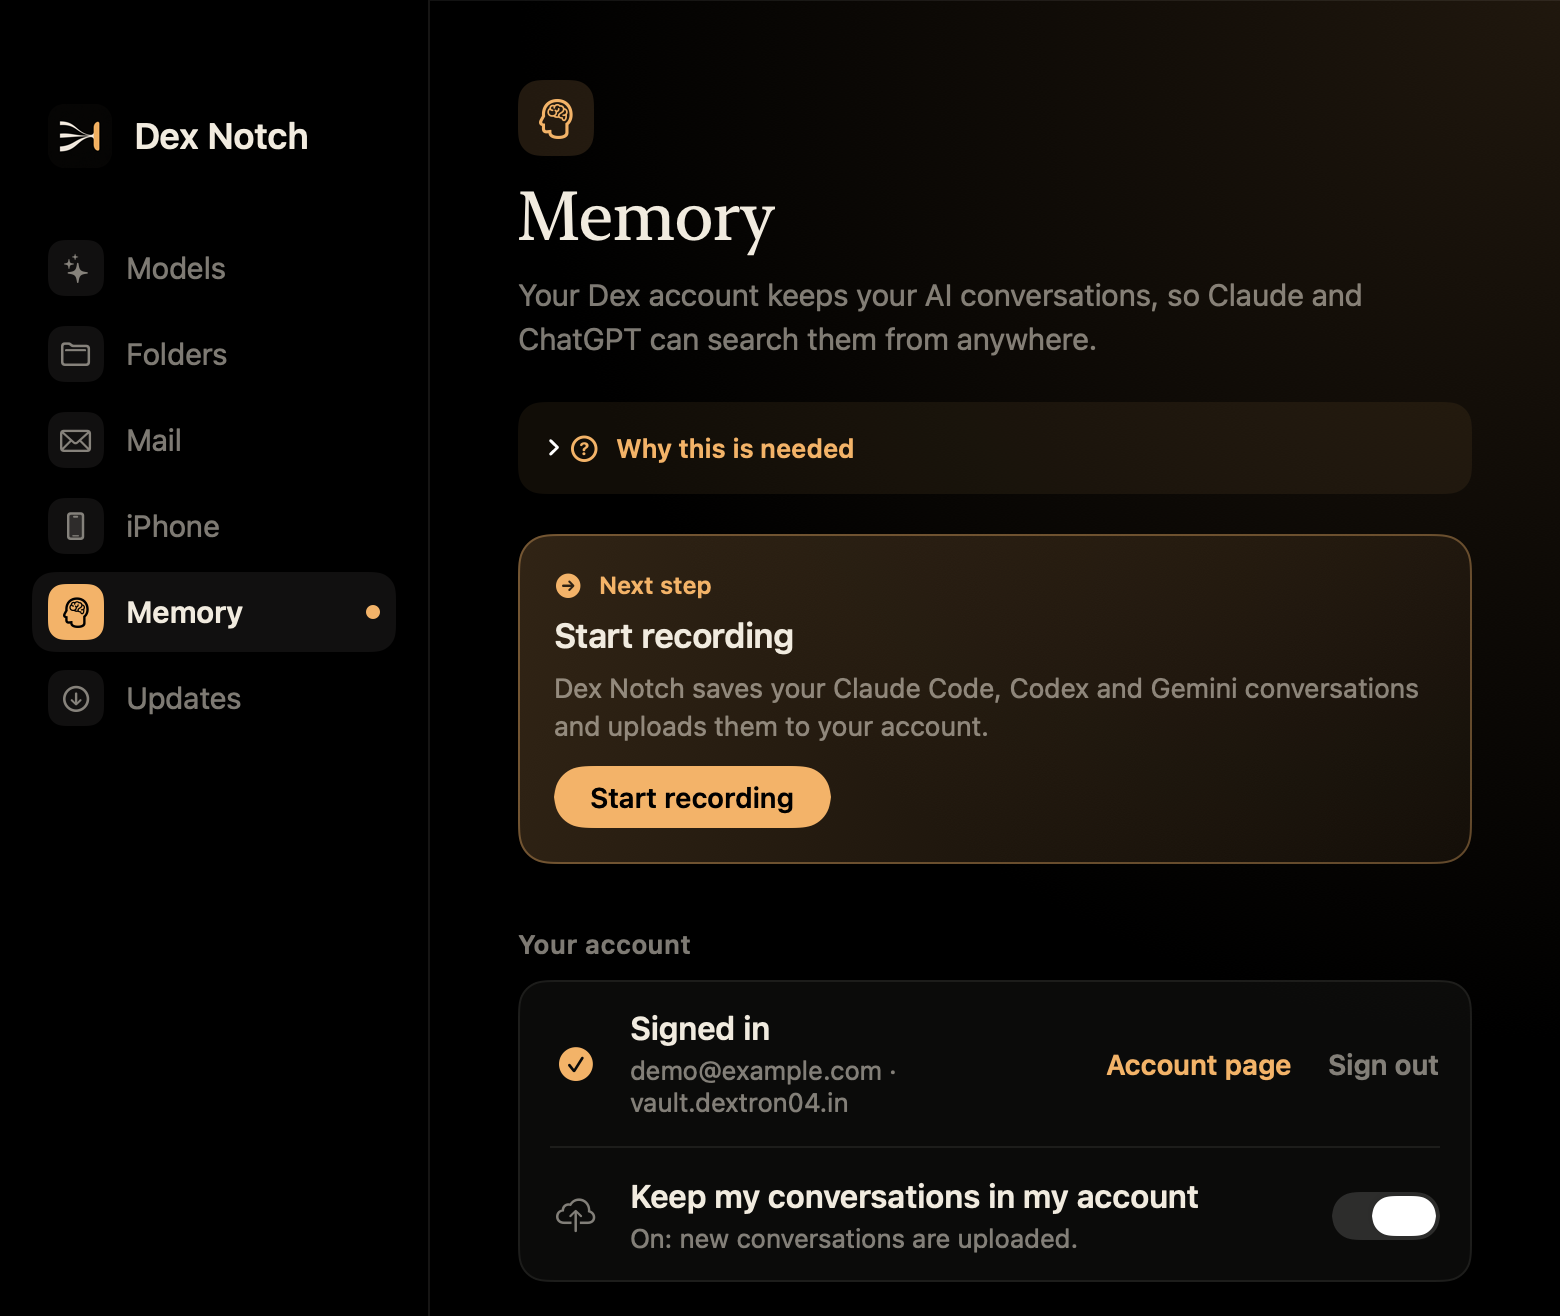 Dex Notch
Models
Folders
Mail
iPhone
Memory
Updates
Memory
Your Dex account keeps your AI conversations, so Claude and
ChatGPT can search them from anywhere.
Why this is needed
Next step
Start recording
Dex Notch saves your Claude Code, Codex and Gemini conversations
and uploads them to your account.
Start recording
Your account
Signed in
demo@example.com ·
vault.dextron04.in
Account page
Sign out
Keep my conversations in my account
On: new conversations are uploaded.